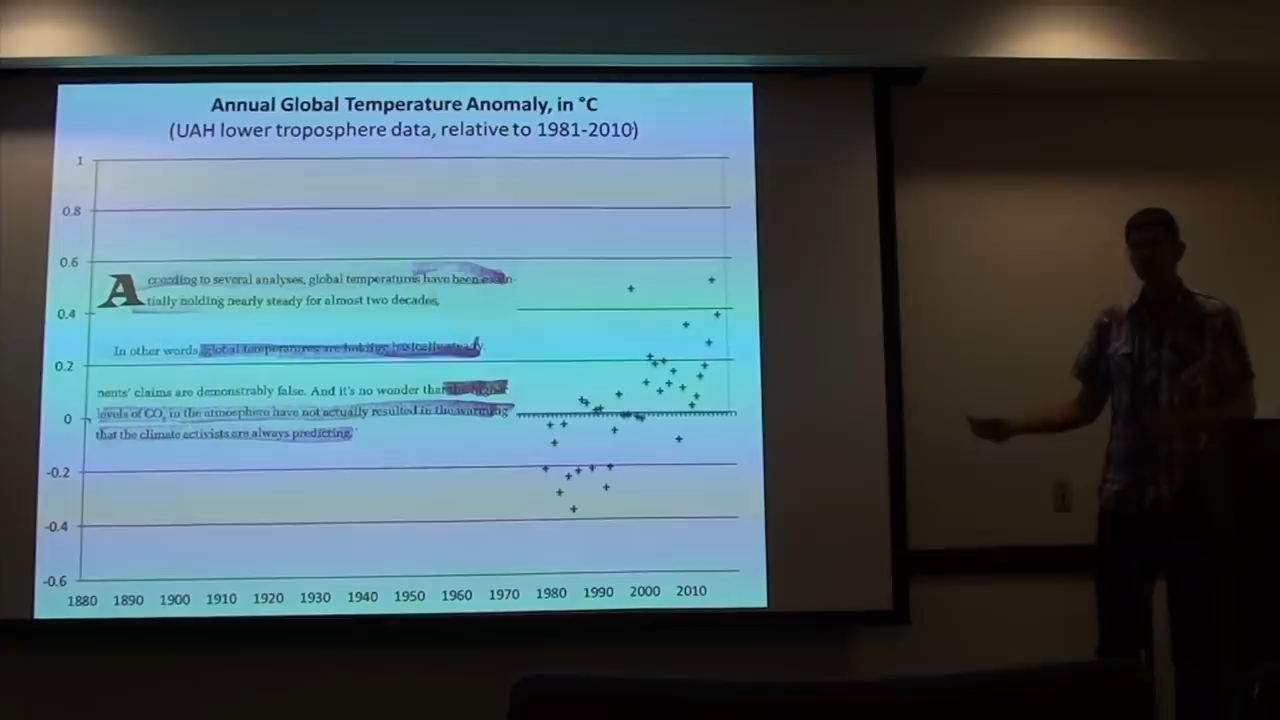 Annual Global Temperature Anomaly, in °C
(UAH lower troposphere data, relative to 1981-2010)
1
0.8
0.6
According to several analyses, global temperatures have been essen-
tially holding nearly steady for almost two decades,
0.4
In other words, global temperatures are holding basically steady.
0.2
nents' claims are demonstrably false. And it's no wonder that the higher
levels of CO₂ in the atmosphere have not actually resulted in the warming
0
that the climate activists are always predicting.
-0.2
-0.4
-0.6
1880 1890 1900 1910 1920 1930 1940 1950 1960 1970 1980 1990 2000 2010